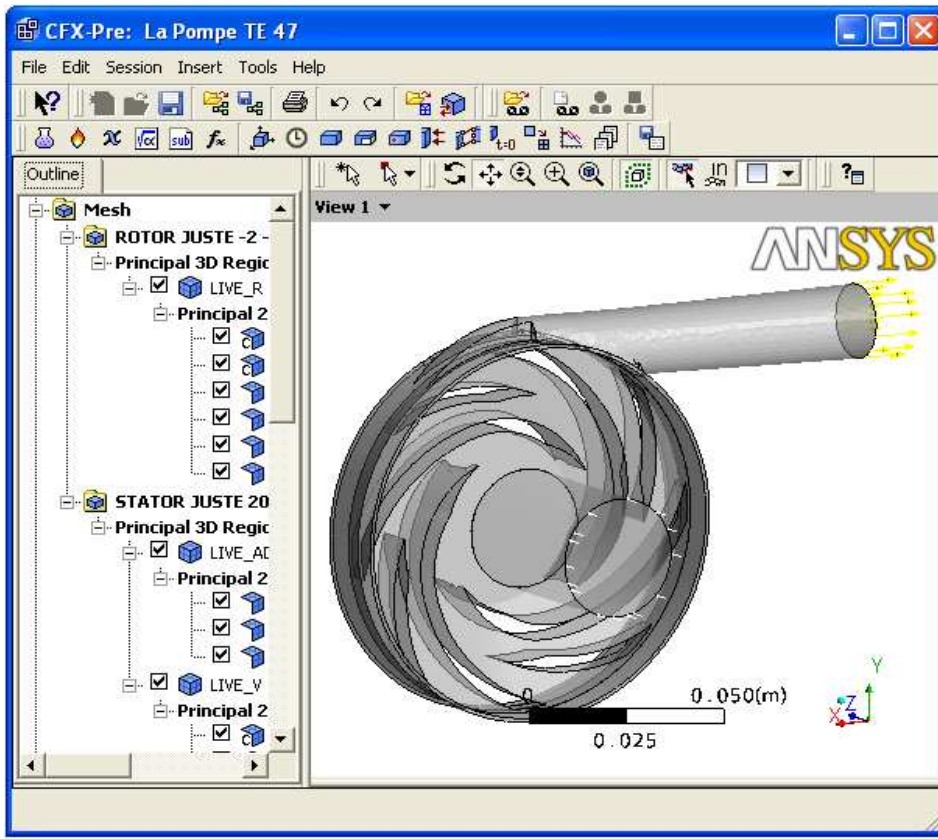 CFX-Pre: La Pompe TE 47
File Edit Session Insert Tools Help
√α sub f
t=0
Outline
View 1
Mesh
ROTOR JUSTE -2 -
Principal 3D Regic
LIVE_R
Principal 2
C
C
STATOR JUSTE 20
Principal 3D Regic
LIVE_AD
Principal 2
LIVE_V
Principal 2
C
ANSYS
0
0.050(m)
0.025
Y
X
Z